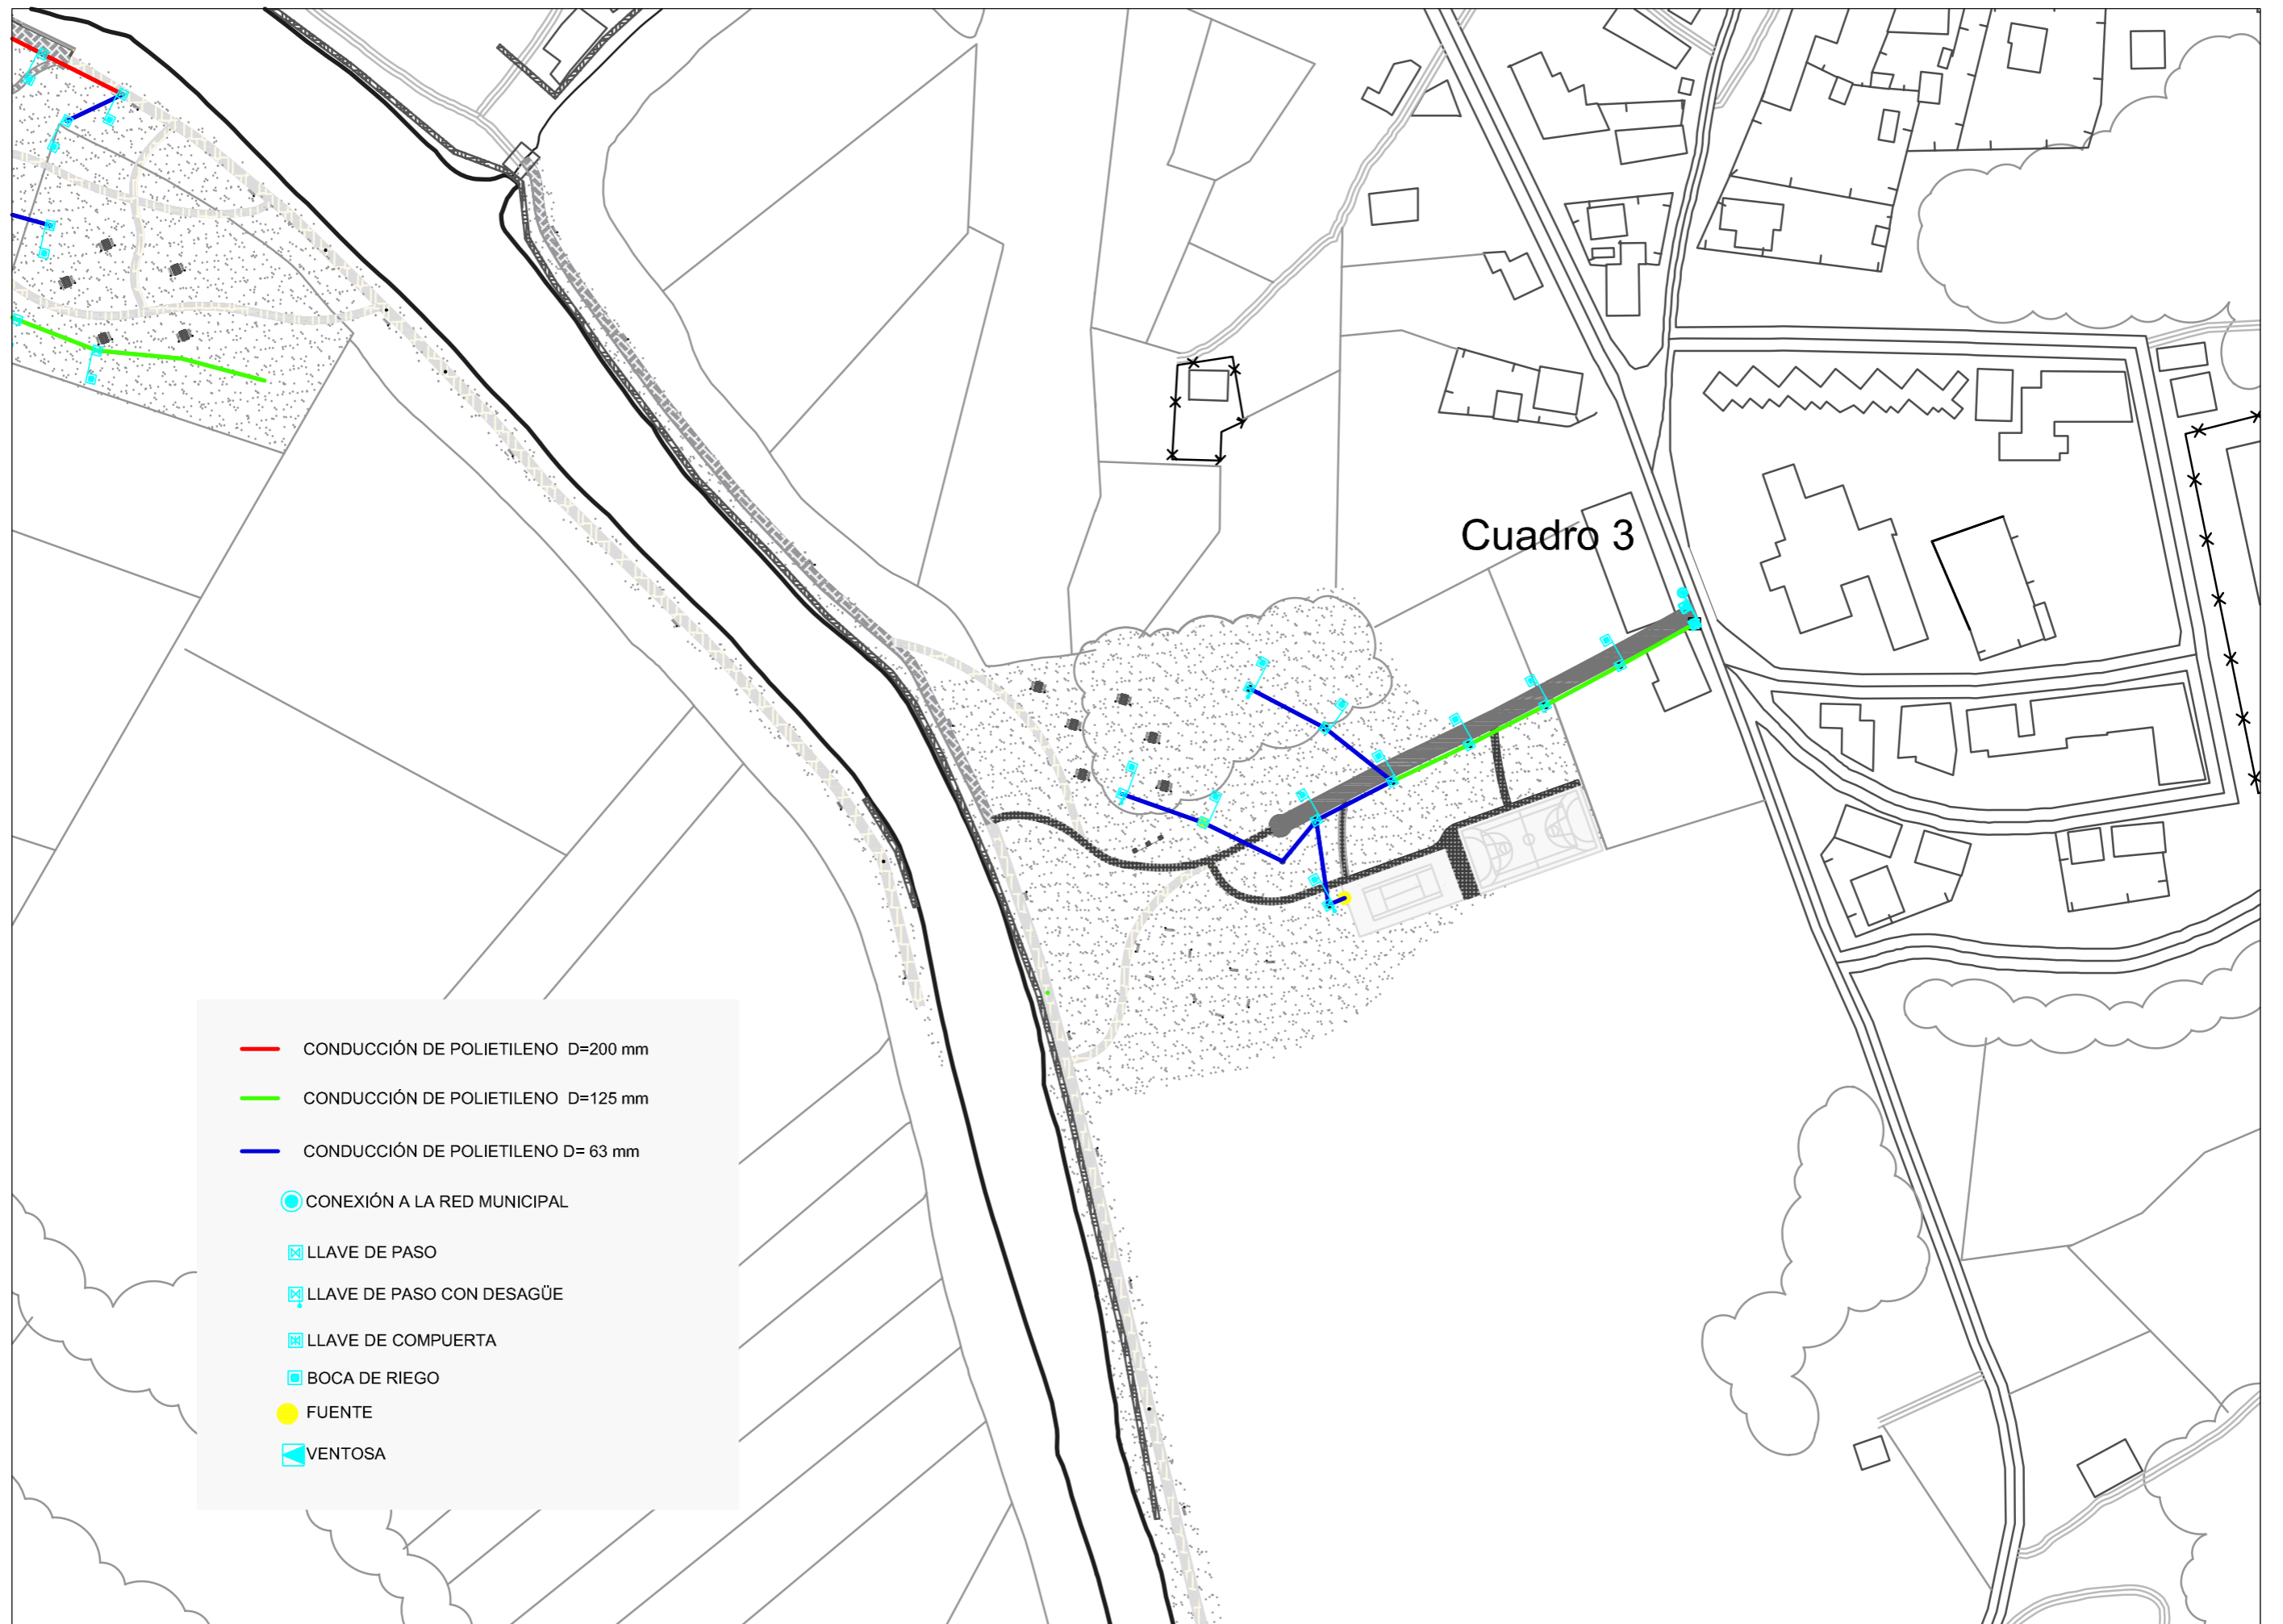 Cuadro 3
CONDUCCIÓN DE POLIETILENO D=200 mm
CONDUCCIÓN DE POLIETILENO D=125 mm
CONDUCCIÓN DE POLIETILENO D= 63 mm
CONEXIÓN A LA RED MUNICIPAL
LLAVE DE PASO
LLAVE DE PASO CON DESAGÜE
LLAVE DE COMPUERTA
BOCA DE RIEGO
FUENTE
VENTOSA